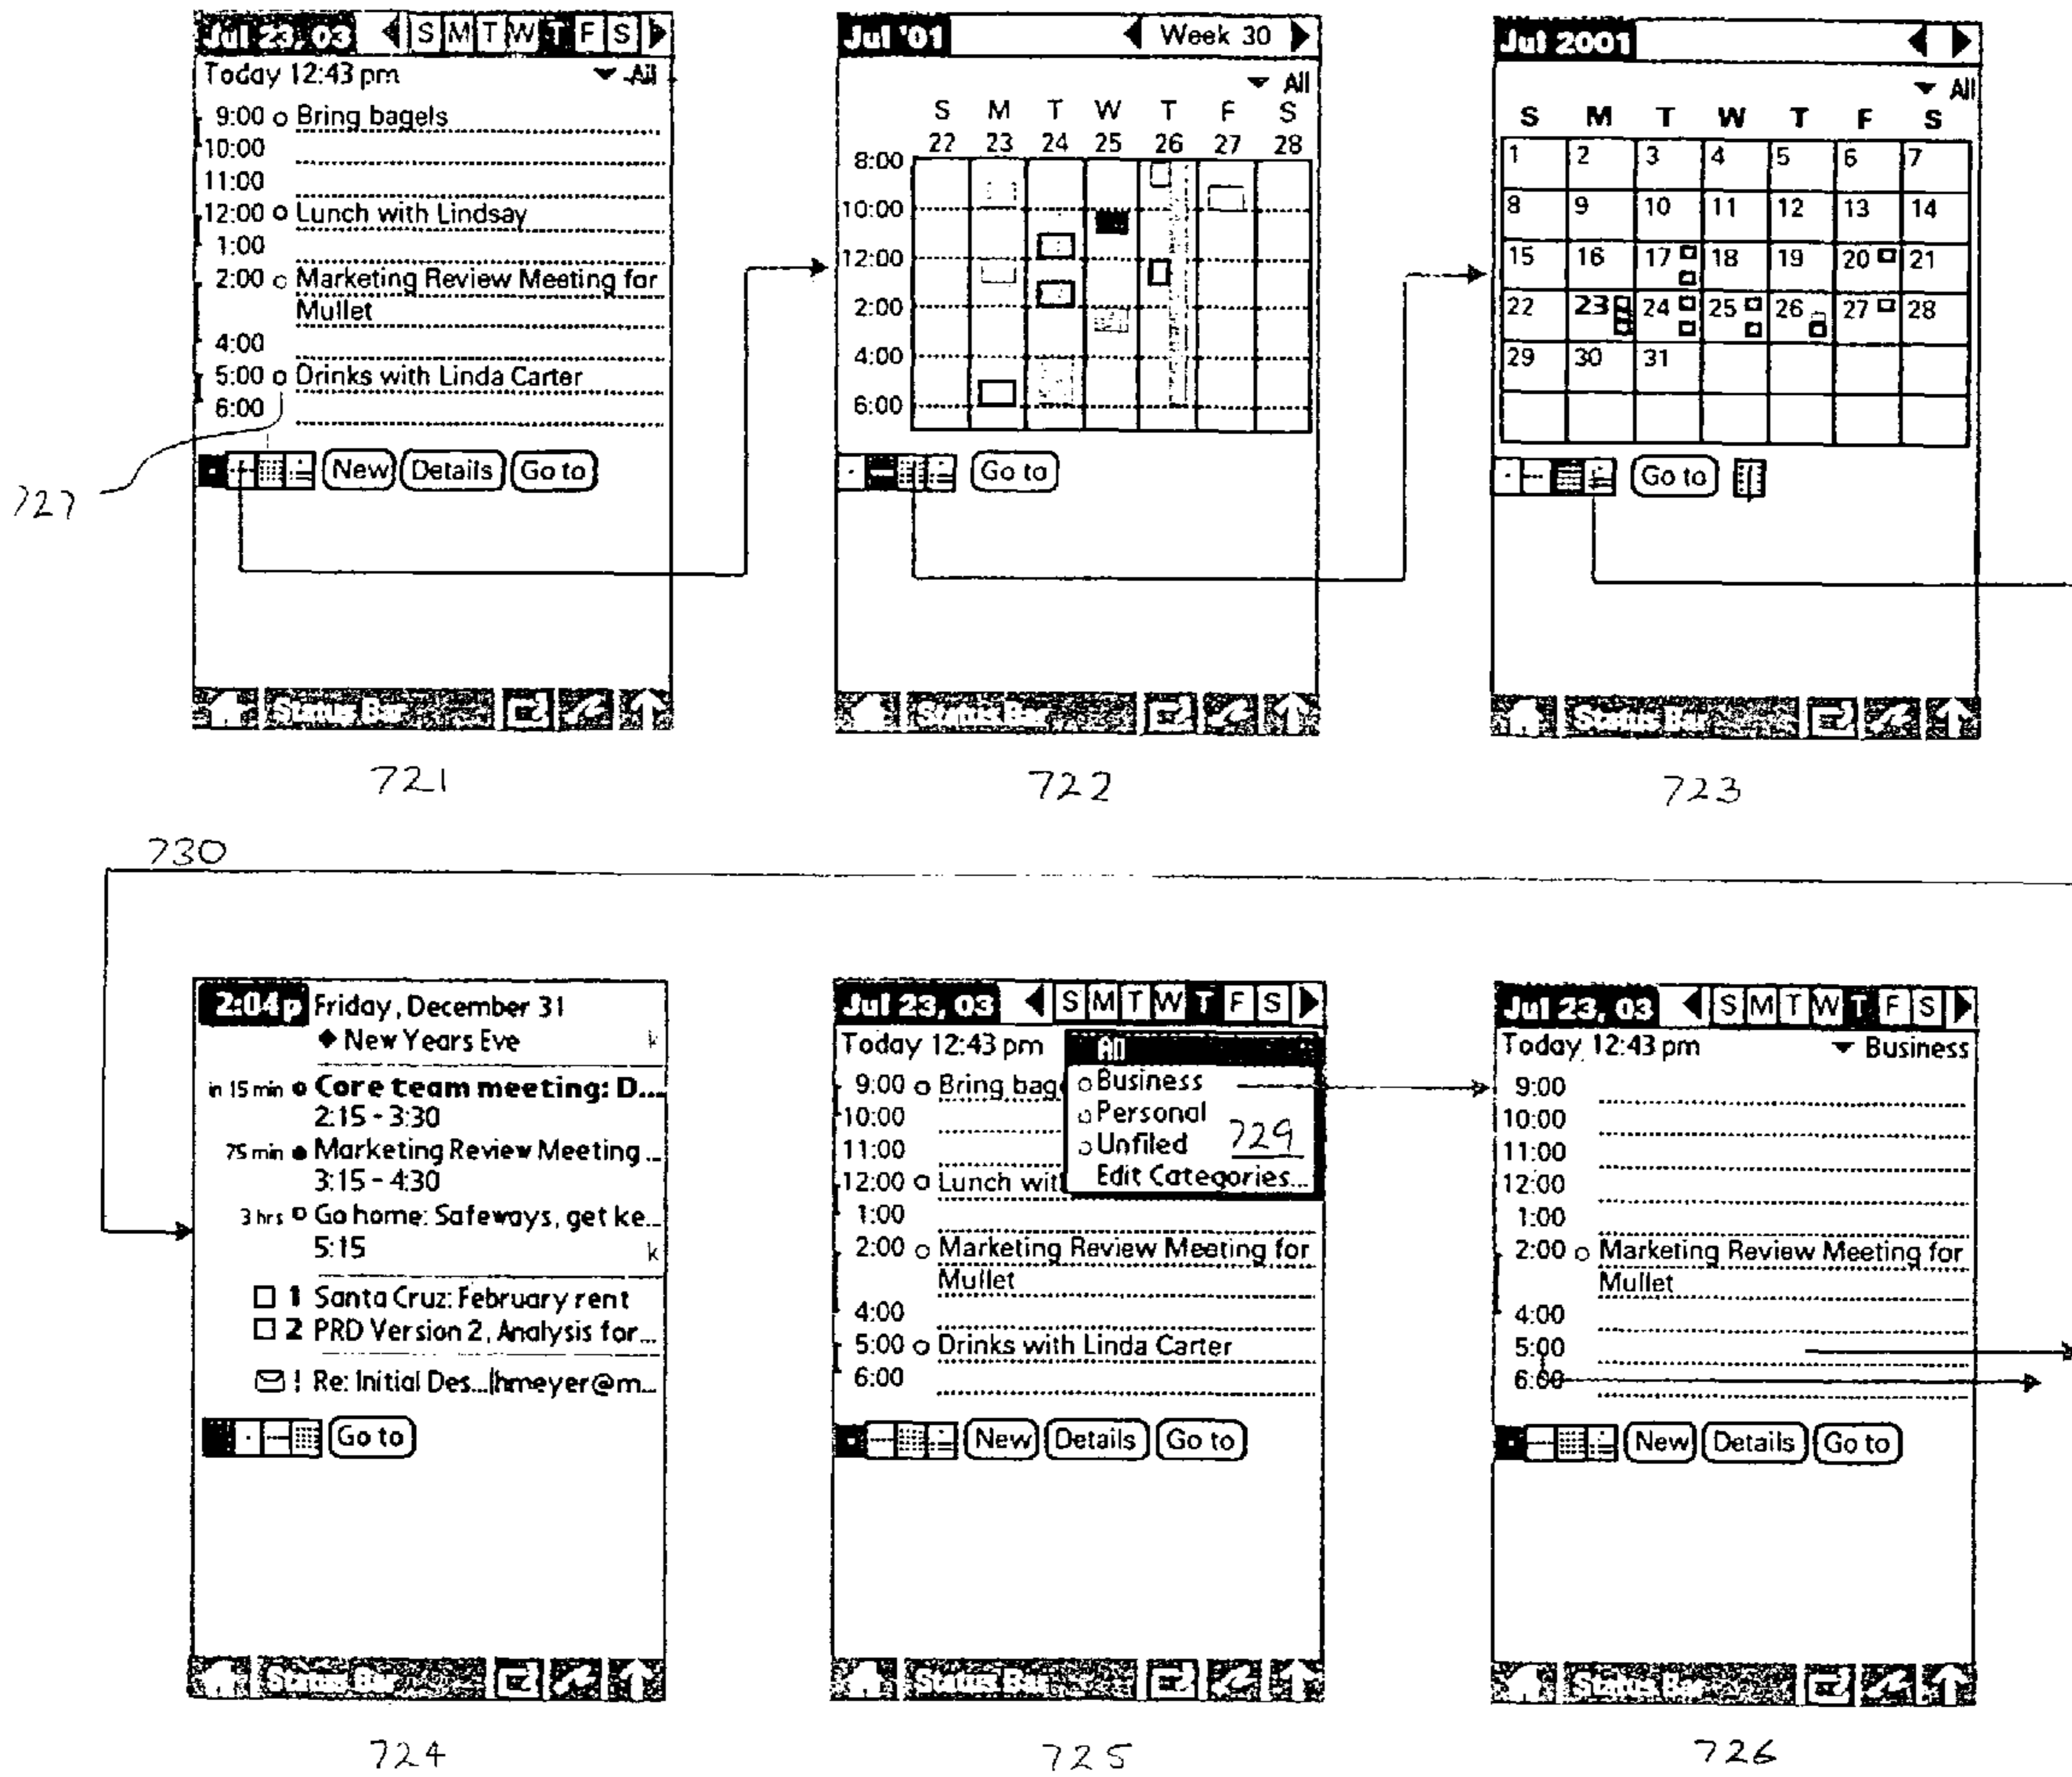 Jul 23, 03 S M T W T F S
Today 12:43 pm All
9:00 Bring bagels
10:00
11:00
12:00 Lunch with Lindsay
1:00
2:00 Marketing Review Meeting for
Mullet
4:00
5:00 Drinks with Linda Carter
6:00
New Details Go to
727
Status Bar
721
Jul '01 Week 30
All
S M T W T F S
22 23 24 25 26 27 28
8:00
10:00
12:00
2:00
4:00
6:00
Go to
Status Bar
722
Jul 2001
All
S M T W T F S
1 2 3 4 5 6 7
8 9 10 11 12 13 14
15 16 17 18 19 20 21
22 23 24 25 26 27 28
29 30 31
Go to
Status Bar
723
730
2:04p Friday, December 31
New Years Eve
in 15 min Core team meeting: D...
2:15 - 3:30
75 min Marketing Review Meeting ...
3:15 - 4:30
3 hrs Go home: Safeways, get ke...
5:15
1 Santa Cruz: February rent
2 PRD Version 2, Analysis for...
! Re: Initial Des...|hmeyer@m...
Go to
Status Bar
724
Jul 23, 03 S M T W T F S
Today 12:43 pm All
9:00 Bring bag Business
10:00 Personal
11:00 Unfiled 729
12:00 Lunch wit Edit Categories...
1:00
2:00 Marketing Review Meeting for
Mullet
4:00
5:00 Drinks with Linda Carter
6:00
New Details Go to
Status Bar
725
Jul 23, 03 S M T W T F S
Today 12:43 pm Business
9:00
10:00
11:00
12:00
1:00
2:00 Marketing Review Meeting for
Mullet
4:00
5:00
6:00
New Details Go to
Status Bar
726